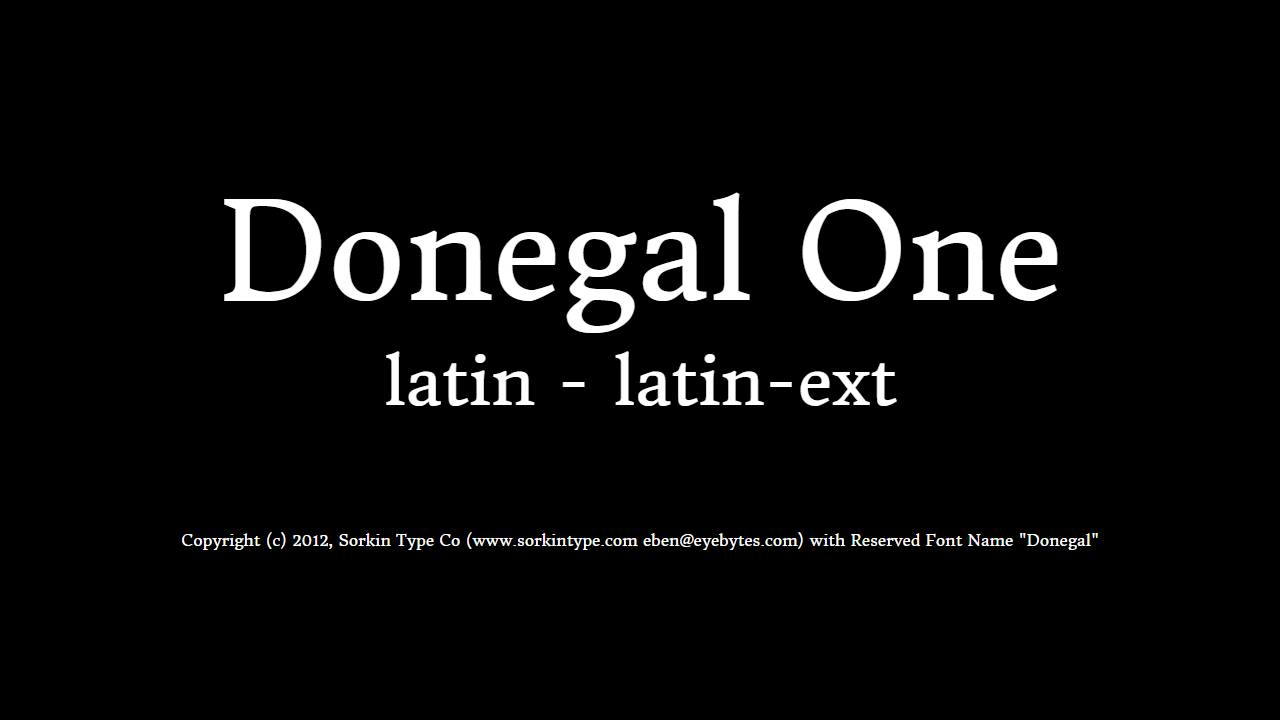 Donegal One
latin - latin-ext
Copyright (c) 2012, Sorkin Type Co (www.sorkintype.com eben@eyebytes.com) with Reserved Font Name "Donegal"